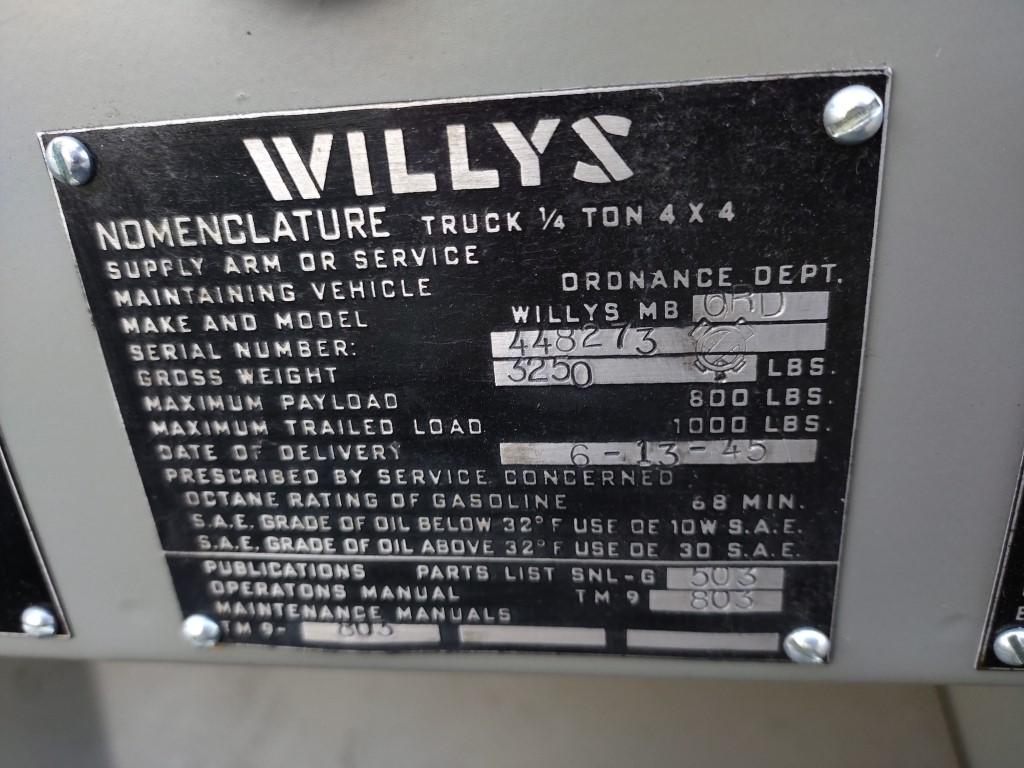 WILLYS
NOMENCLATURE TRUCK 1/4 TON 4 X 4
SUPPLY ARM OR SERVICE
MAINTAINING VEHICLE ORDNANCE DEPT.
MAKE AND MODEL WILLYS MB ORD
SERIAL NUMBER: 448273
GROSS WEIGHT 3250 LBS.
MAXIMUM PAYLOAD 800 LBS.
MAXIMUM TRAILED LOAD 1000 LBS.
DATE OF DELIVERY 6-13-45
PRESCRIBED BY SERVICE CONCERNED
OCTANE RATING OF GASOLINE 68 MIN.
S.A.E. GRADE OF OIL BELOW 32° F USE OE 10W S.A.E.
S.A.E. GRADE OF OIL ABOVE 32° F USE OE 30 S.A.E.
PUBLICATIONS PARTS LIST SNL-G 503
OPERATONS MANUAL TM 9 803
MAINTENANCE MANUALS
TM 9- 803